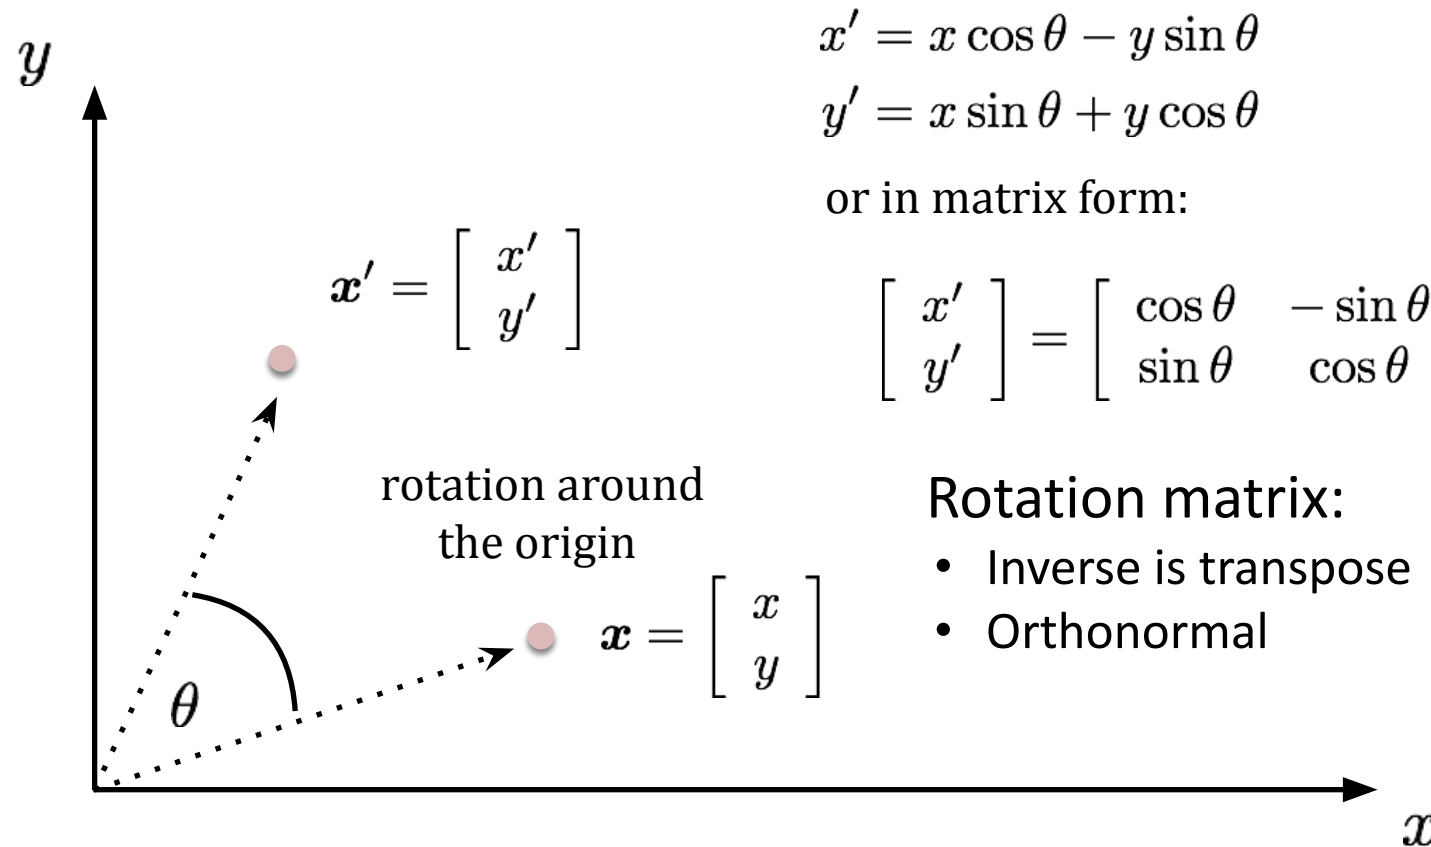 y
x′ = x cos θ − y sin θ
y′ = x sin θ + y cos θ
or in matrix form:
𝒙′ = [ x′ ; y′ ]
[ x′ ; y′ ] = [ cos θ − sin θ ; sin θ cos θ
rotation around
the origin
Rotation matrix:
• Inverse is transpose
• Orthonormal
𝒙 = [ x ; y ]
θ
x